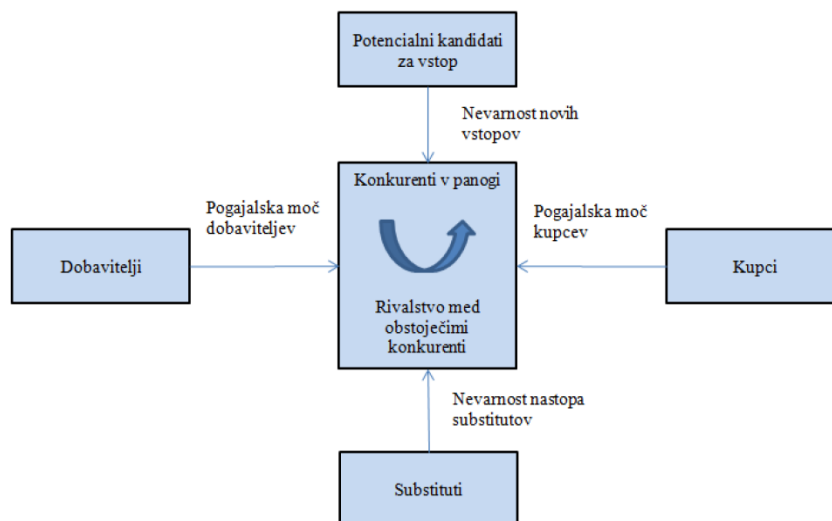 Potencialni kandidati
za vstop
Nevarnost novih
vstopov
Konkurenti v panogi
Pogajalska moč
dobaviteljev
Pogajalska moč
kupcev
Dobavitelji
Kupci
Rivalstvo med
obstoječimi
konkurenti
Nevarnost nastopa
substitutov
Substituti